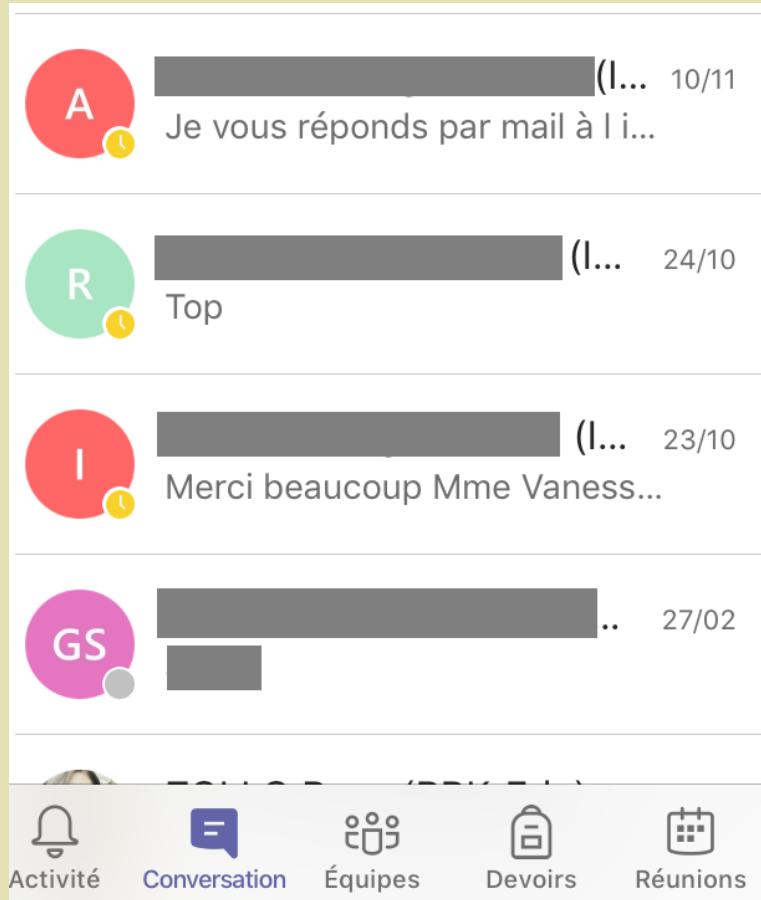 A
(I... 10/11
Je vous réponds par mail à l i...
R
(I... 24/10
Top
I
(I... 23/10
Merci beaucoup Mme Vaness...
GS
.. 27/02
Activité Conversation Équipes Devoirs Réunions